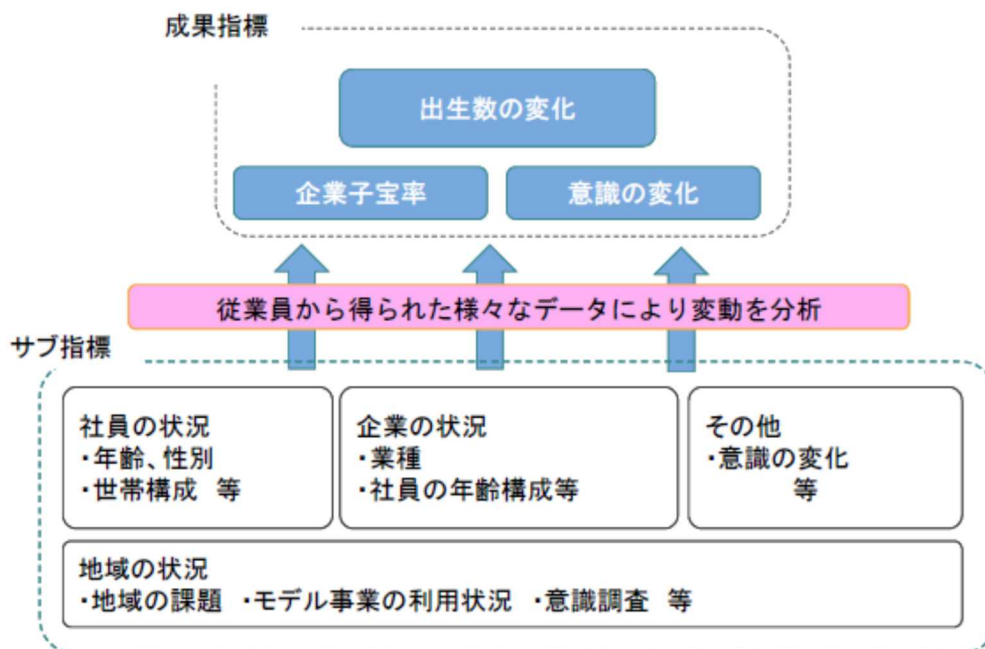 成果指標
出生数の変化
企業子宝率
意識の変化
従業員から得られた様々なデータにより変動を分析
サブ指標
社員の状況
・年齢、性別
・世帯構成 等
企業の状況
・業種
・社員の年齢構成等
その他
・意識の変化
等
地域の状況
・地域の課題 ・モデル事業の利用状況 ・意識調査 等